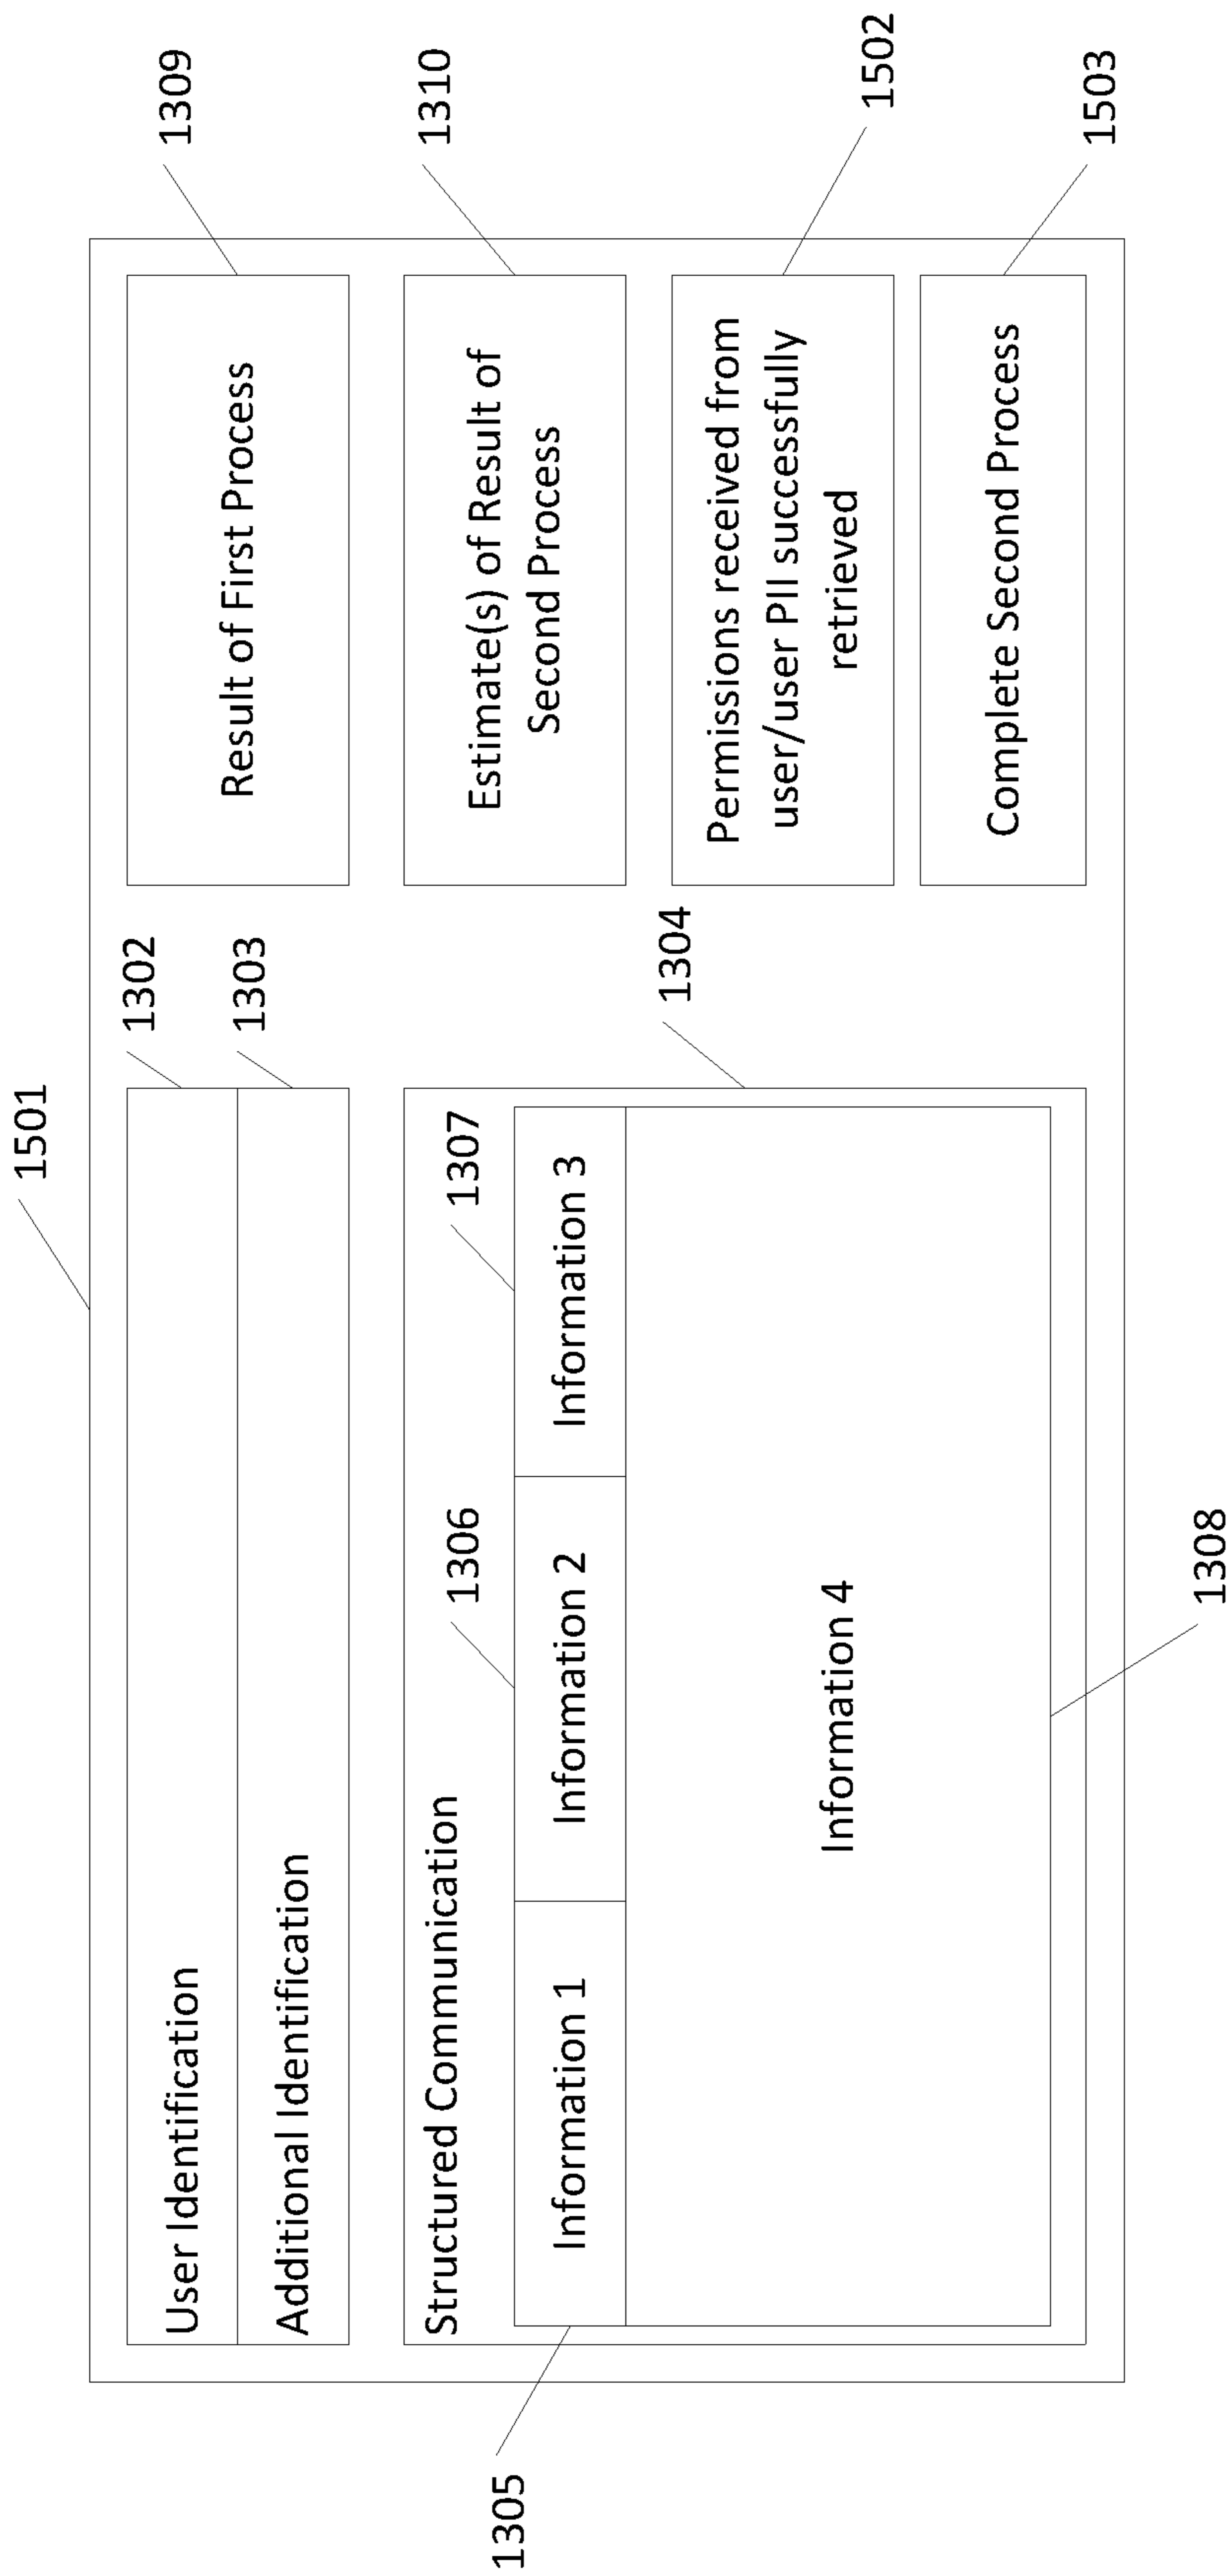 1501
1302
1303
User Identification
Additional Identification
1309
Result of First Process
1304
Structured Communication
1305
1306
1307
Information 1
Information 2
Information 3
Information 4
1308
1310
Estimate(s) of Result of
Second Process
1502
Permissions received from
user/user PII successfully
retrieved
1503
Complete Second Process